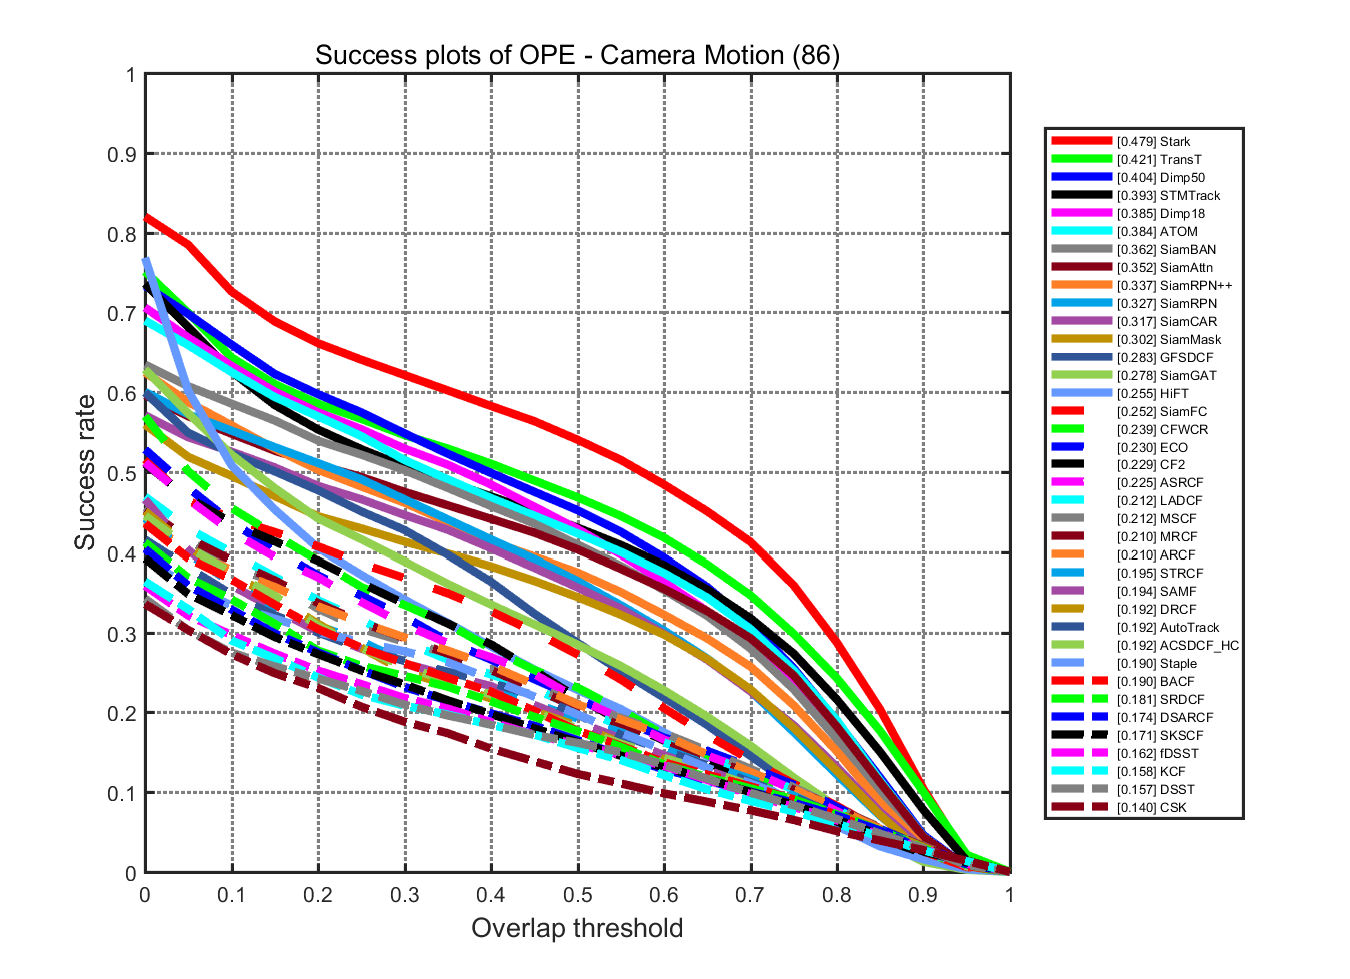 Success plots of OPE - Camera Motion (86)
1
0.9
0.8
0.7
0.6
0.5
0.4
0.3
0.2
0.1
0
0 0.1 0.2 0.3 0.4 0.5 0.6 0.7 0.8 0.9 1
Success rate
Overlap threshold
[0.479] Stark
[0.421] TransT
[0.404] Dimp50
[0.393] STMTrack
[0.385] Dimp18
[0.384] ATOM
[0.362] SiamBAN
[0.352] SiamAttn
[0.337] SiamRPN++
[0.327] SiamRPN
[0.317] SiamCAR
[0.302] SiamMask
[0.283] GFSDCF
[0.278] SiamGAT
[0.255] HiFT
[0.252] SiamFC
[0.239] CFWCR
[0.230] ECO
[0.229] CF2
[0.225] ASRCF
[0.212] LADCF
[0.212] MSCF
[0.210] MRCF
[0.210] ARCF
[0.195] STRCF
[0.194] SAMF
[0.192] DRCF
[0.192] AutoTrack
[0.192] ACSDCF_HC
[0.190] Staple
[0.190] BACF
[0.181] SRDCF
[0.174] DSARCF
[0.171] SKSCF
[0.162] fDSST
[0.158] KCF
[0.157] DSST
[0.140] CSK